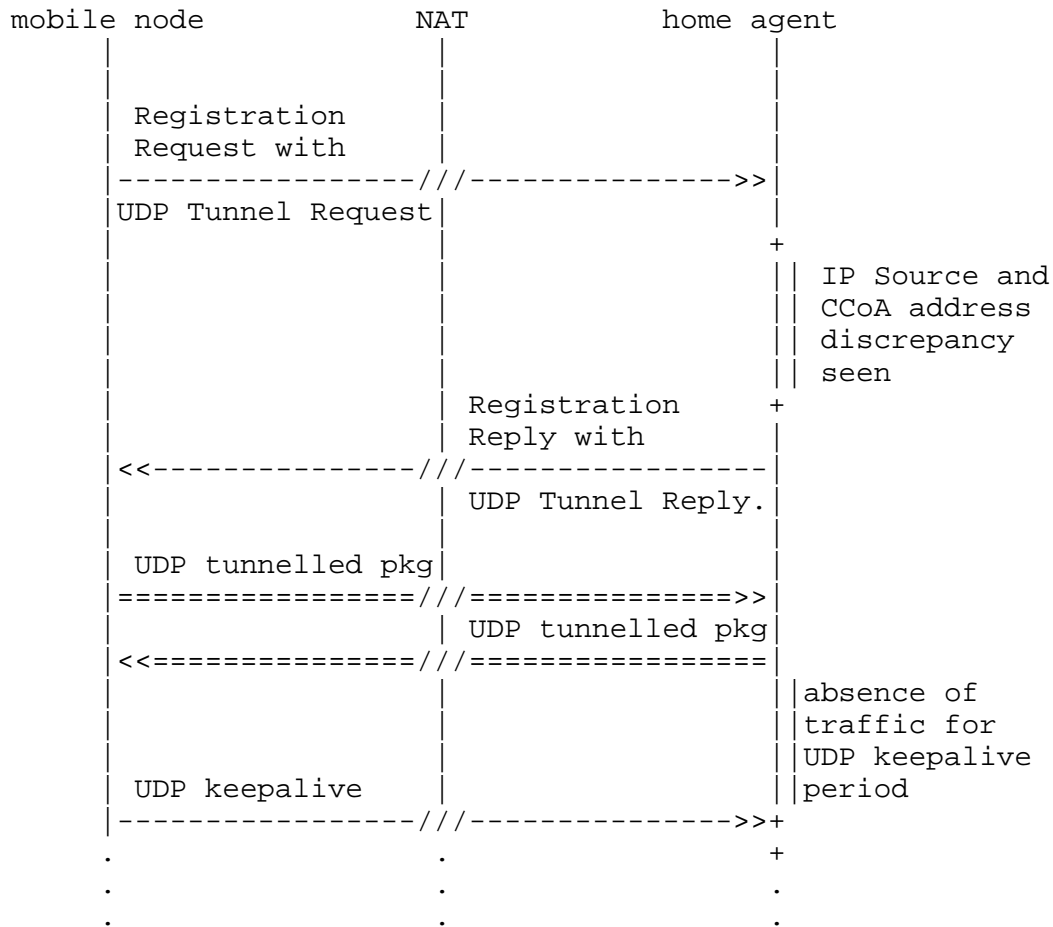 mobile node NAT home agent
Registration
Request with
-----------------///--------------->>
UDP Tunnel Request
+
IP Source and
CCoA address
discrepancy
seen
Registration +
Reply with
<<---------------///-----------------
UDP Tunnel Reply.
UDP tunnelled pkg
=================///===============>>
UDP tunnelled pkg
<<===============///=================
absence of
traffic for
UDP keepalive
UDP keepalive period
-----------------///--------------->>+
. . +
. . .
. . .